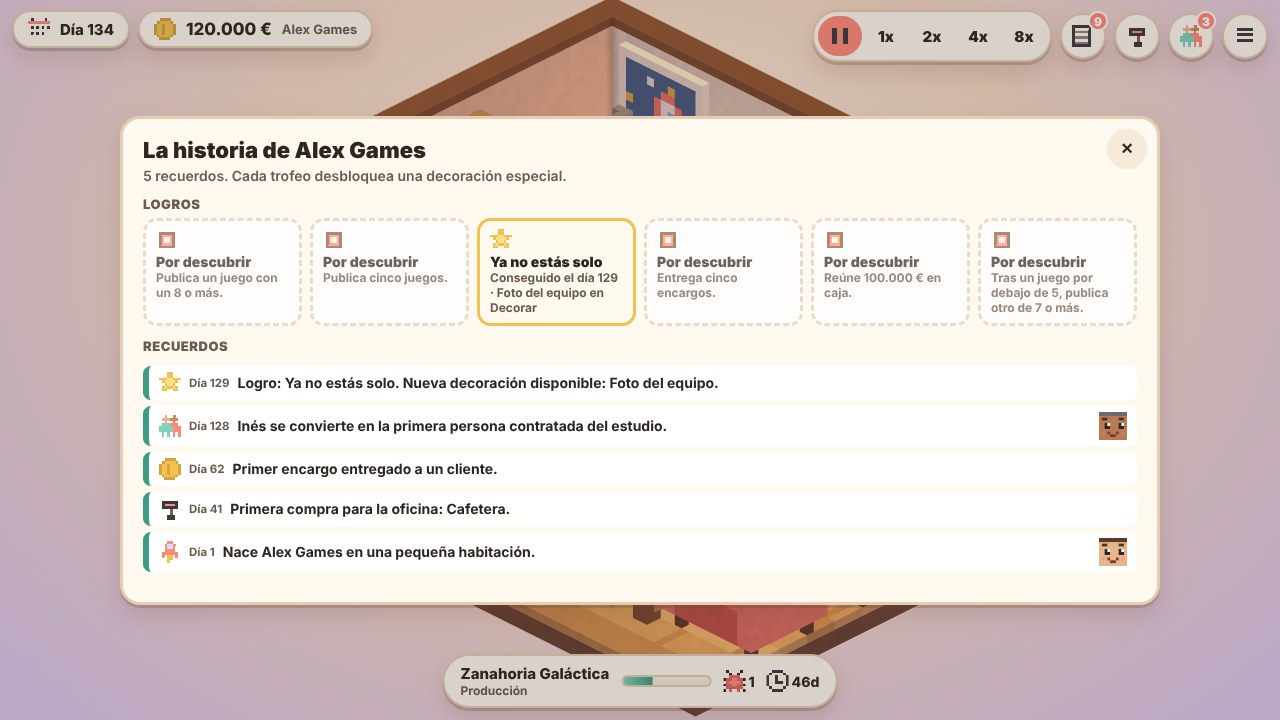 Día 134
120.000 € Alex Games
1x 2x 4x 8x
9
3
La historia de Alex Games
5 recuerdos. Cada trofeo desbloquea una decoración especial.
LOGROS
Por descubrir
Publica un juego con
un 8 o más.
Por descubrir
Publica cinco juegos.
Ya no estás solo
Conseguido el día 129
· Foto del equipo en
Decorar
Por descubrir
Entrega cinco
encargos.
Por descubrir
Reúne 100.000 € en
caja.
Por descubrir
Tras un juego por
debajo de 5, publica
otro de 7 o más.
RECUERDOS
Día 129 Logro: Ya no estás solo. Nueva decoración disponible: Foto del equipo.
Día 128 Inés se convierte en la primera persona contratada del estudio.
Día 62 Primer encargo entregado a un cliente.
Día 41 Primera compra para la oficina: Cafetera.
Día 1 Nace Alex Games en una pequeña habitación.
Zanahoria Galáctica
Producción
1
46d